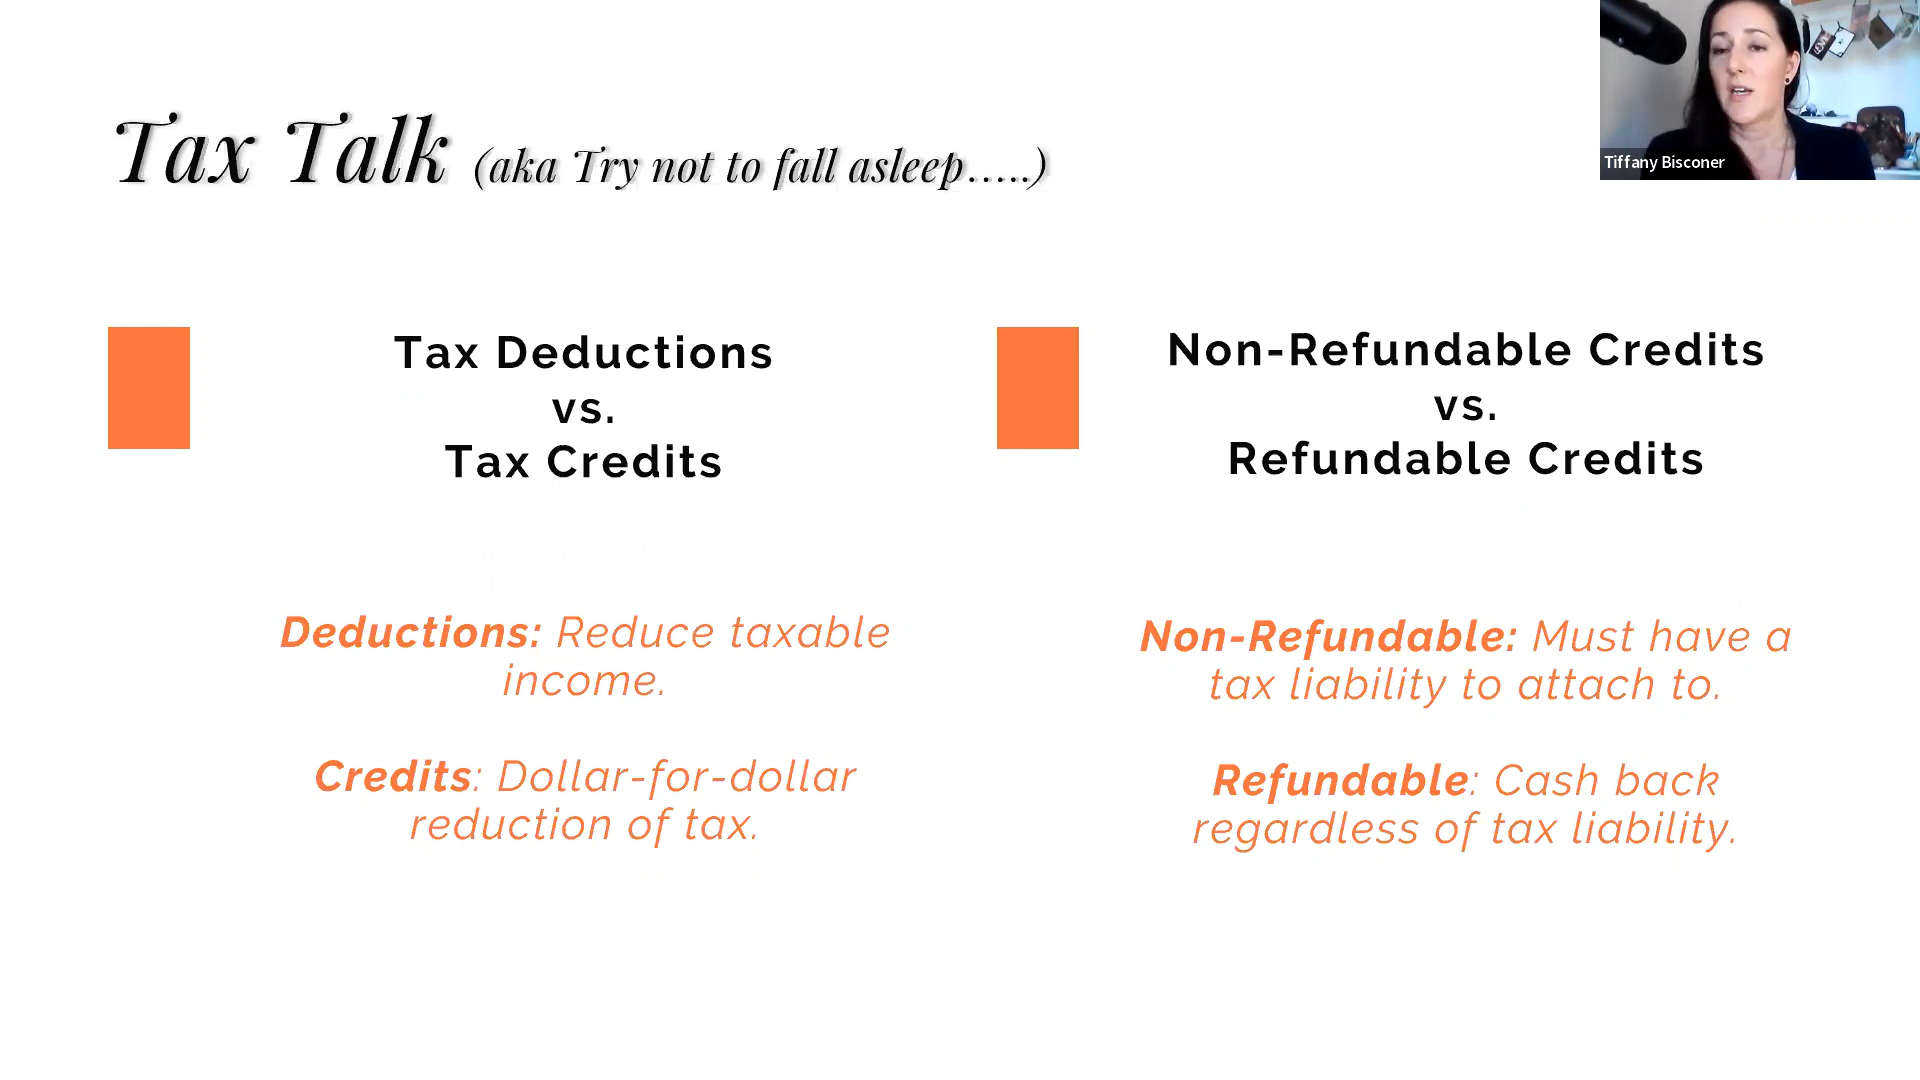 Tax Talk (aka Try not to fall asleep.....)
Tiffany Bisconer
Tax Deductions
vs.
Tax Credits
Non-Refundable Credits
vs.
Refundable Credits
Deductions: Reduce taxable
income.
Credits: Dollar-for-dollar
reduction of tax.
Non-Refundable: Must have a
tax liability to attach to.
Refundable: Cash back
regardless of tax liability.